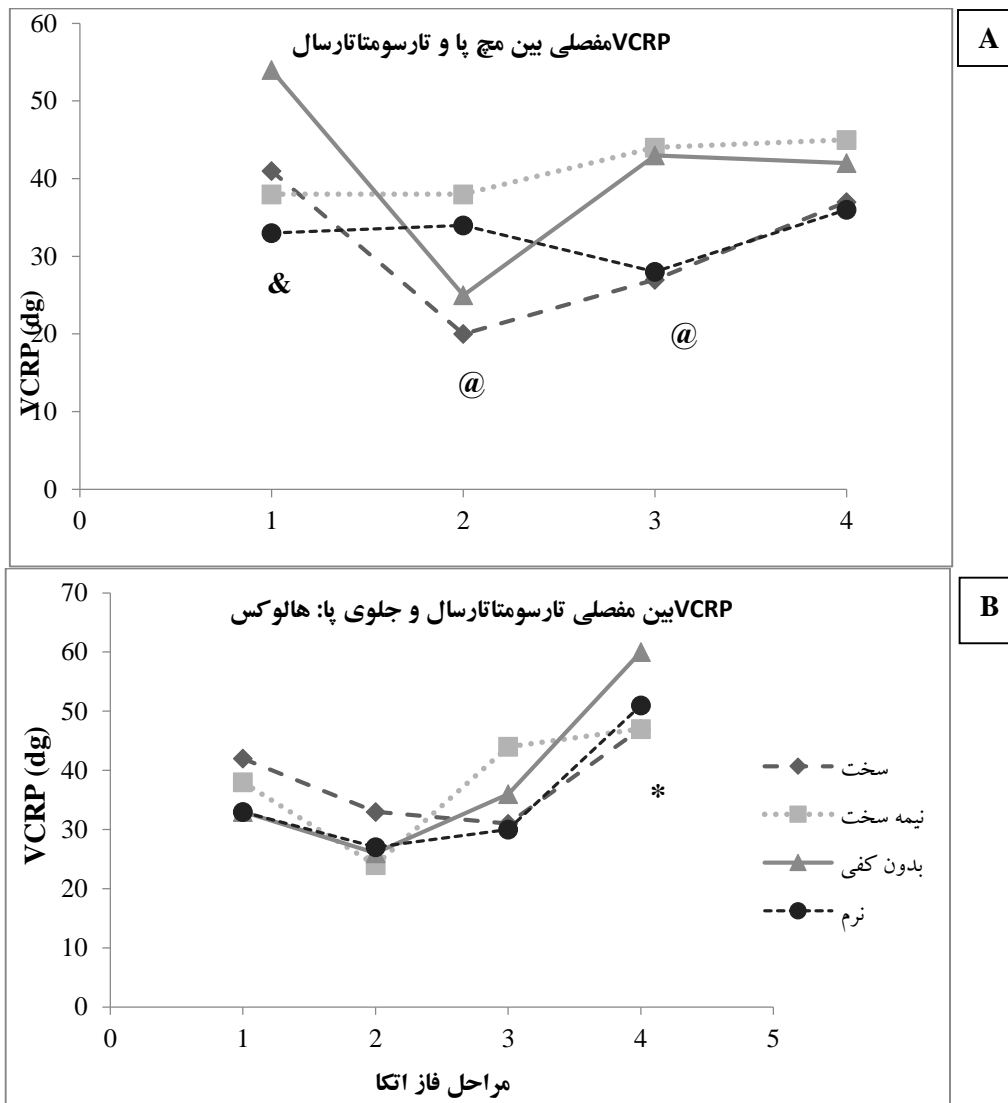 A
VCRPمفصلی بین مچ پا و تارسومتاتارسال
60
50
40
30
20
10
0
VCRP (dg)
&
@
@
0 1 2 3 4
B
VCRPبین مفصلی تارسومتاتارسال و جلوی پا: هالوکس
70
60
50
40
30
20
10
0
VCRP (dg)
*
سخت
نیمه سخت
بدون کفی
نرم
0 1 2 3 4 5
مراحل فاز اتکا